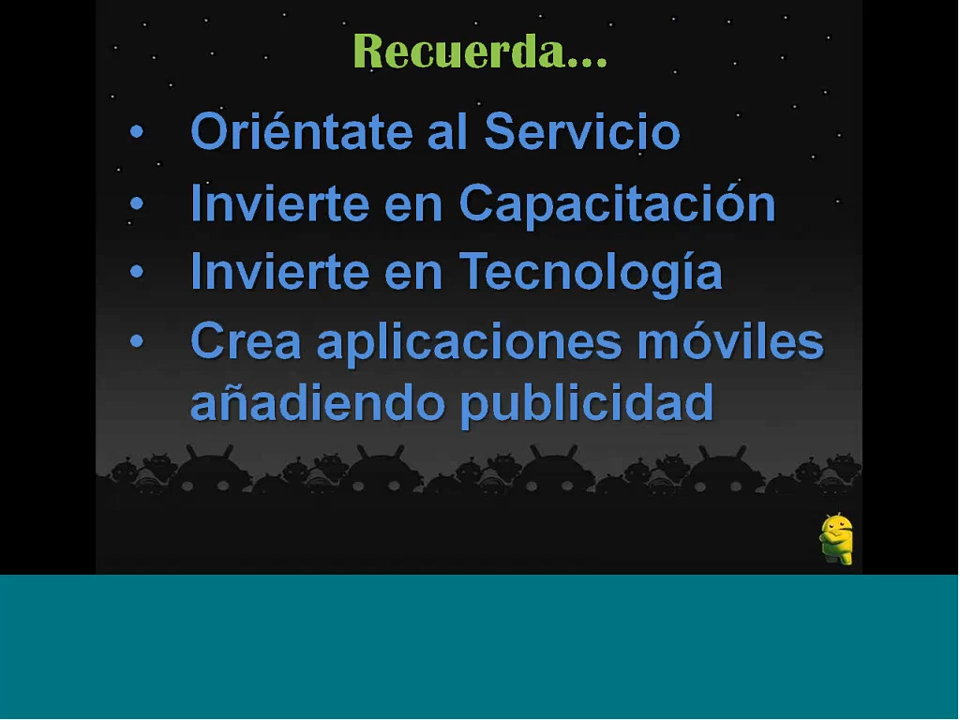 Recuerda...
• Oriéntate al Servicio
• Invierte en Capacitación
• Invierte en Tecnología
• Crea aplicaciones móviles
añadiendo publicidad